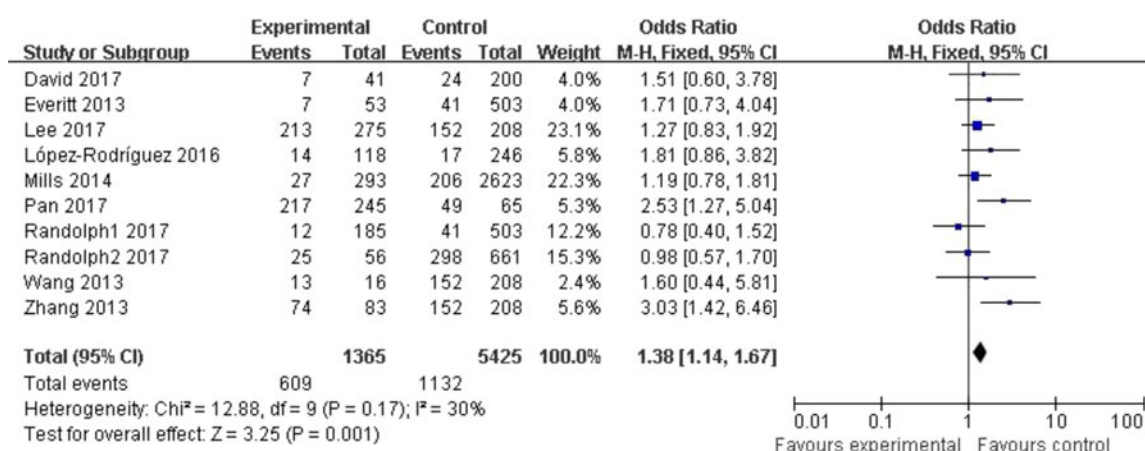 Experimental Control Odds Ratio Odds Ratio
Study or Subgroup Events Total Events Total Weight M-H, Fixed, 95% CI M-H, Fixed, 95% CI
David 2017 7 41 24 200 4.0% 1.51 [0.60, 3.78]
Everitt 2013 7 53 41 503 4.0% 1.71 [0.73, 4.04]
Lee 2017 213 275 152 208 23.1% 1.27 [0.83, 1.92]
López-Rodríguez 2016 14 118 17 246 5.8% 1.81 [0.86, 3.82]
Mills 2014 27 293 206 2623 22.3% 1.19 [0.78, 1.81]
Pan 2017 217 245 49 65 5.3% 2.53 [1.27, 5.04]
Randolph1 2017 12 185 41 503 12.2% 0.78 [0.40, 1.52]
Randolph2 2017 25 56 298 661 15.3% 0.98 [0.57, 1.70]
Wang 2013 13 16 152 208 2.4% 1.60 [0.44, 5.81]
Zhang 2013 74 83 152 208 5.6% 3.03 [1.42, 6.46]
Total (95% CI) 1365 5425 100.0% 1.38 [1.14, 1.67]
Total events 609 1132
Heterogeneity: Chi² = 12.88, df = 9 (P = 0.17); I² = 30%
Test for overall effect: Z = 3.25 (P = 0.001)
0.01 0.1 1 10 100
Favours experimental Favours control